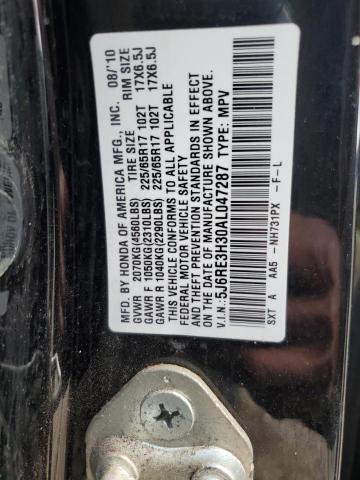 MFD. BY HONDA OF AMERICA MFG., INC. 08/'10
TIRE SIZE RIM SIZE
GVWR 2070KG(4560LBS) 225/65R17 102T 17X6.5J
GAWR F 1050KG(2310LBS) 225/65R17 102T 17X6.5J
GAWR R 1040KG(2290LBS)
THIS VEHICLE CONFORMS TO ALL APPLICABLE
FEDERAL MOTOR VEHICLE SAFETY
AND THEFT PREVENTION STANDARDS IN EFFECT
ON THE DATE OF MANUFACTURE SHOWN ABOVE.
V.I.N.: 5J6RE3H30AL047287 TYPE: MPV
SXT A AA5 -NH731PX -F-L